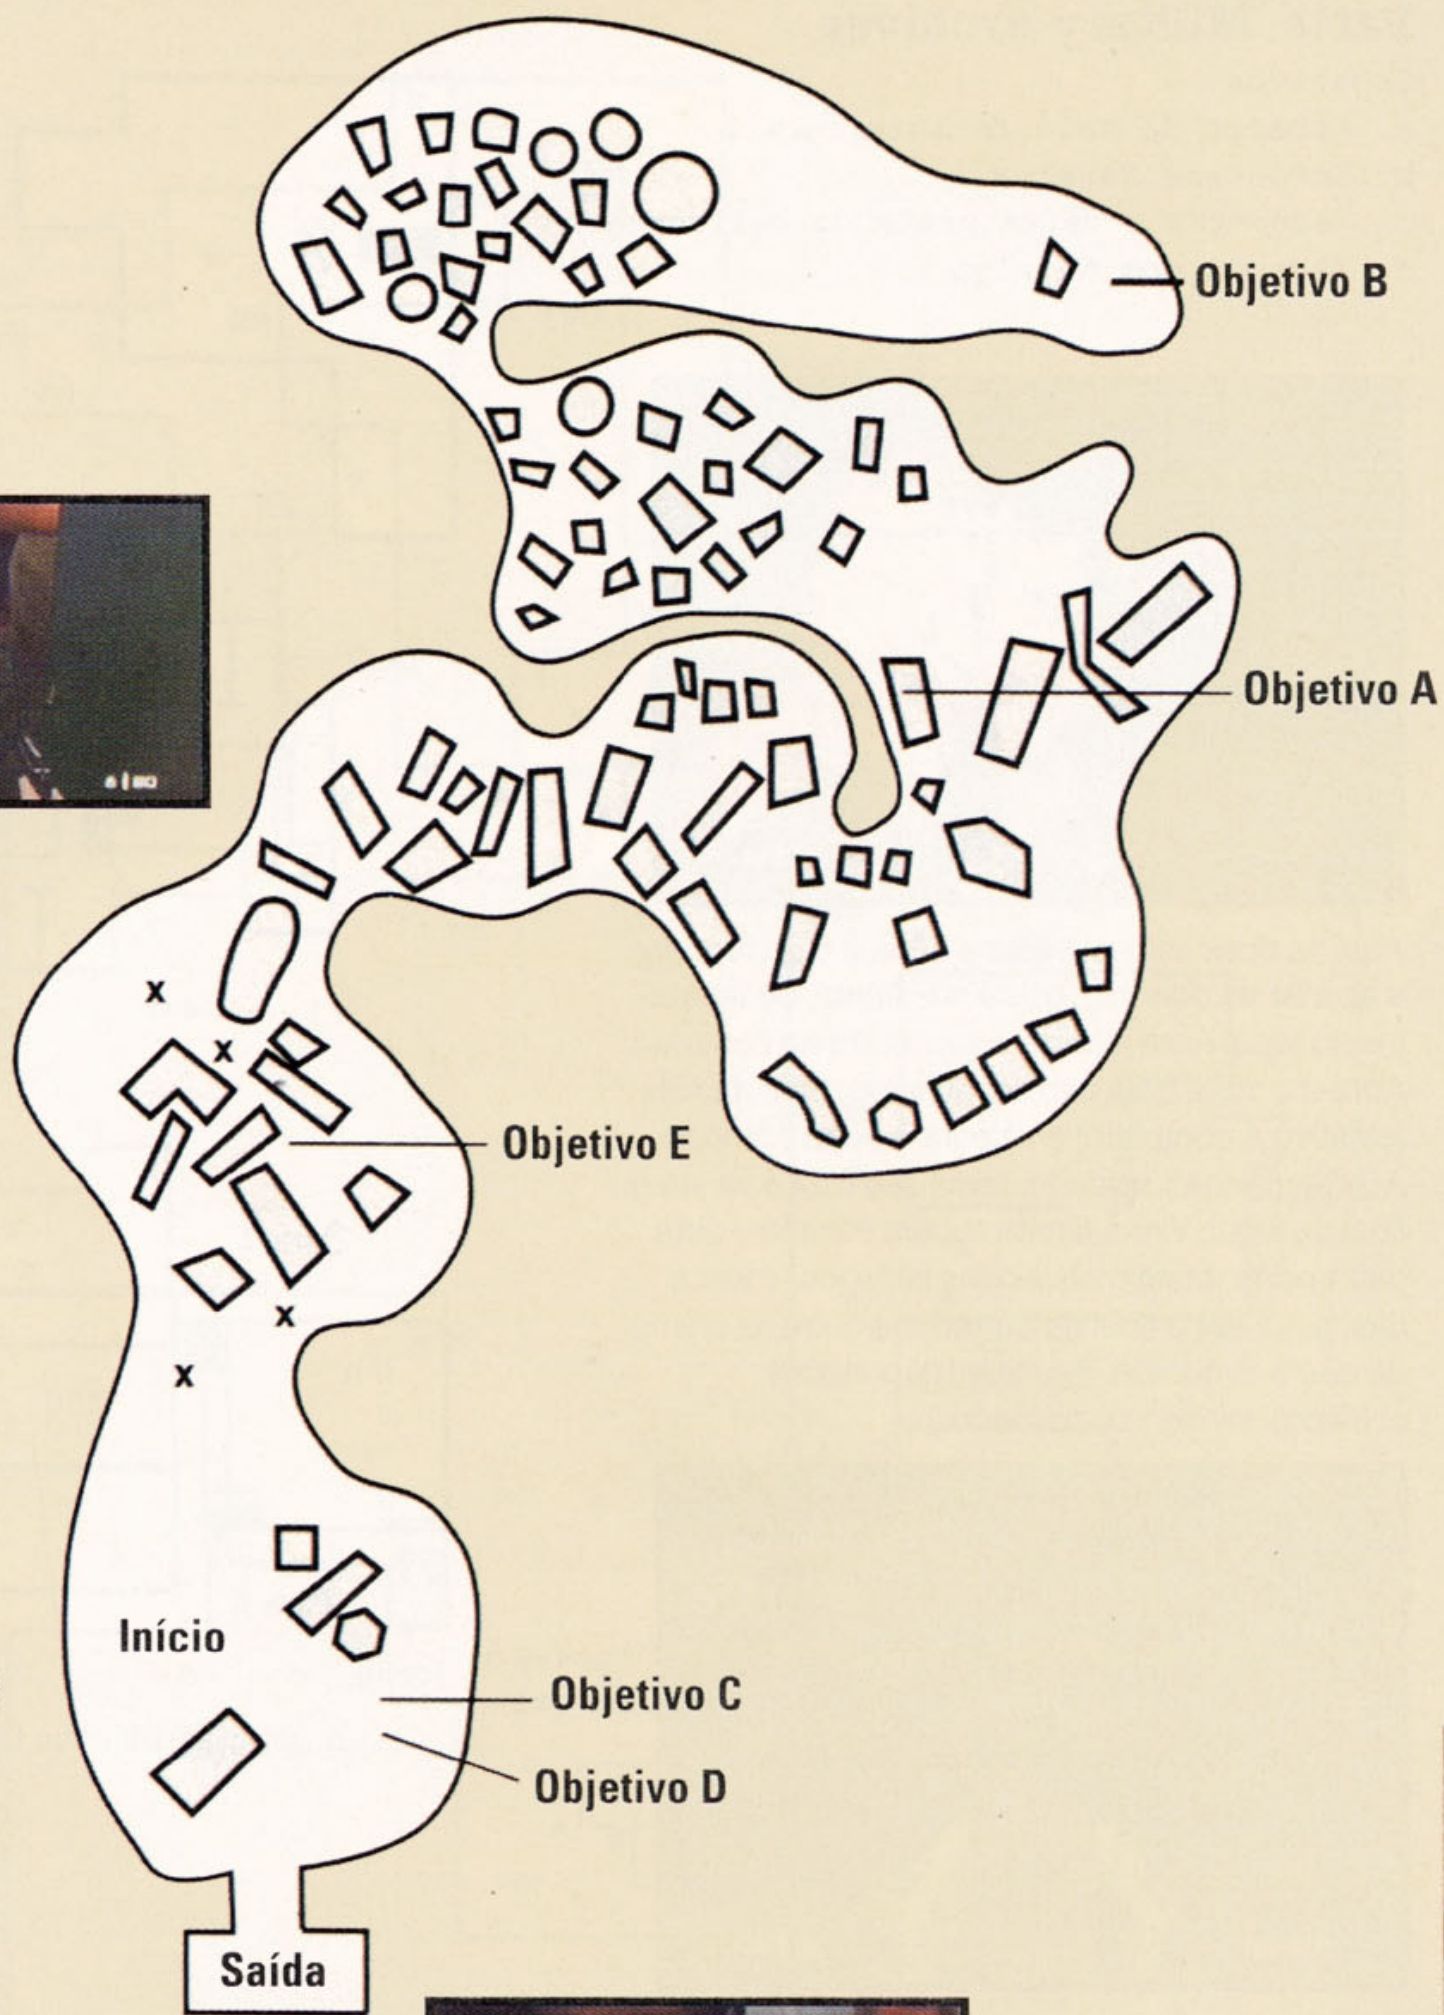 Objetivo B
Objetivo A
x
x
Objetivo E
x
x
Início
Objetivo C
Objetivo D
Saída